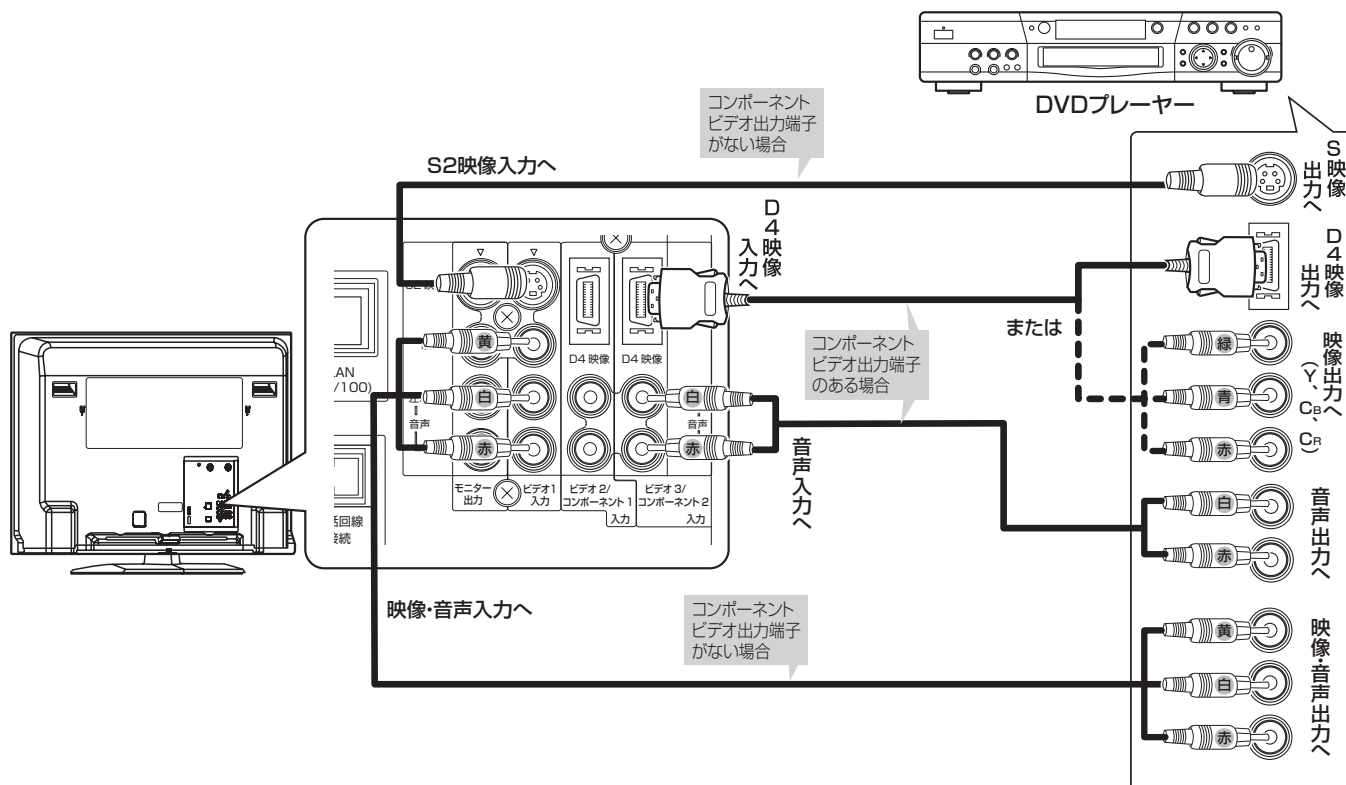 DVDプレーヤー
コンポーネント
ビデオ出力端子
がない場合
S2映像入力へ
S映像
出力へ
D4映像
入力へ
D4映像
出力へ
または
コンポーネント
ビデオ出力端子
のある場合
映像出力へ
(Y、CB、CR)
緑
青
赤
黄
白
赤
D4 映像
D4 映像
LAN
/100)
左
音声
白
赤
音声
音声入力へ
モニター
出力
ビデオ1
入力
ビデオ 2/
コンポーネント 1
入力
ビデオ 3/
コンポーネント 2
入力
話回線
接続
白
赤
音声出力へ
映像・音声入力へ
コンポーネント
ビデオ出力端子
がない場合
黄
白
赤
映像・音声出力へ